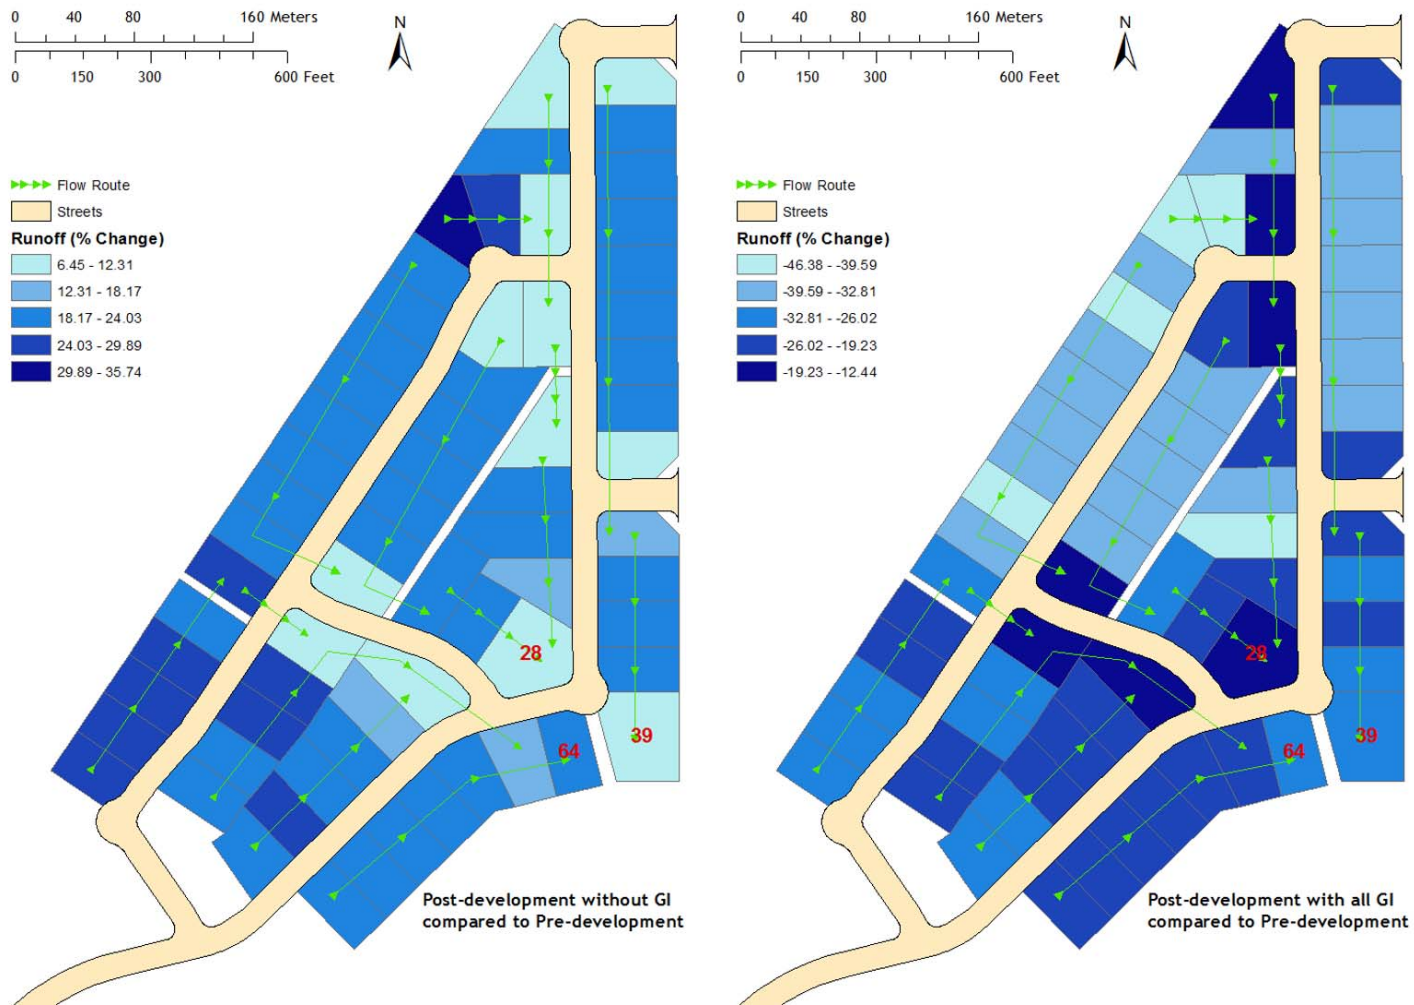 0 40 80 160 Meters
0 150 300 600 Feet
N
Flow Route
Streets
Runoff (% Change)
6.45 - 12.31
12.31 - 18.17
18.17 - 24.03
24.03 - 29.89
29.89 - 35.74
28
39
64
Post-development without GI
compared to Pre-development
0 40 80 160 Meters
0 150 300 600 Feet
N
Flow Route
Streets
Runoff (% Change)
-46.38 - -39.59
-39.59 - -32.81
-32.81 - -26.02
-26.02 - -19.23
-19.23 - -12.44
28
39
64
Post-development with all GI
compared to Pre-development